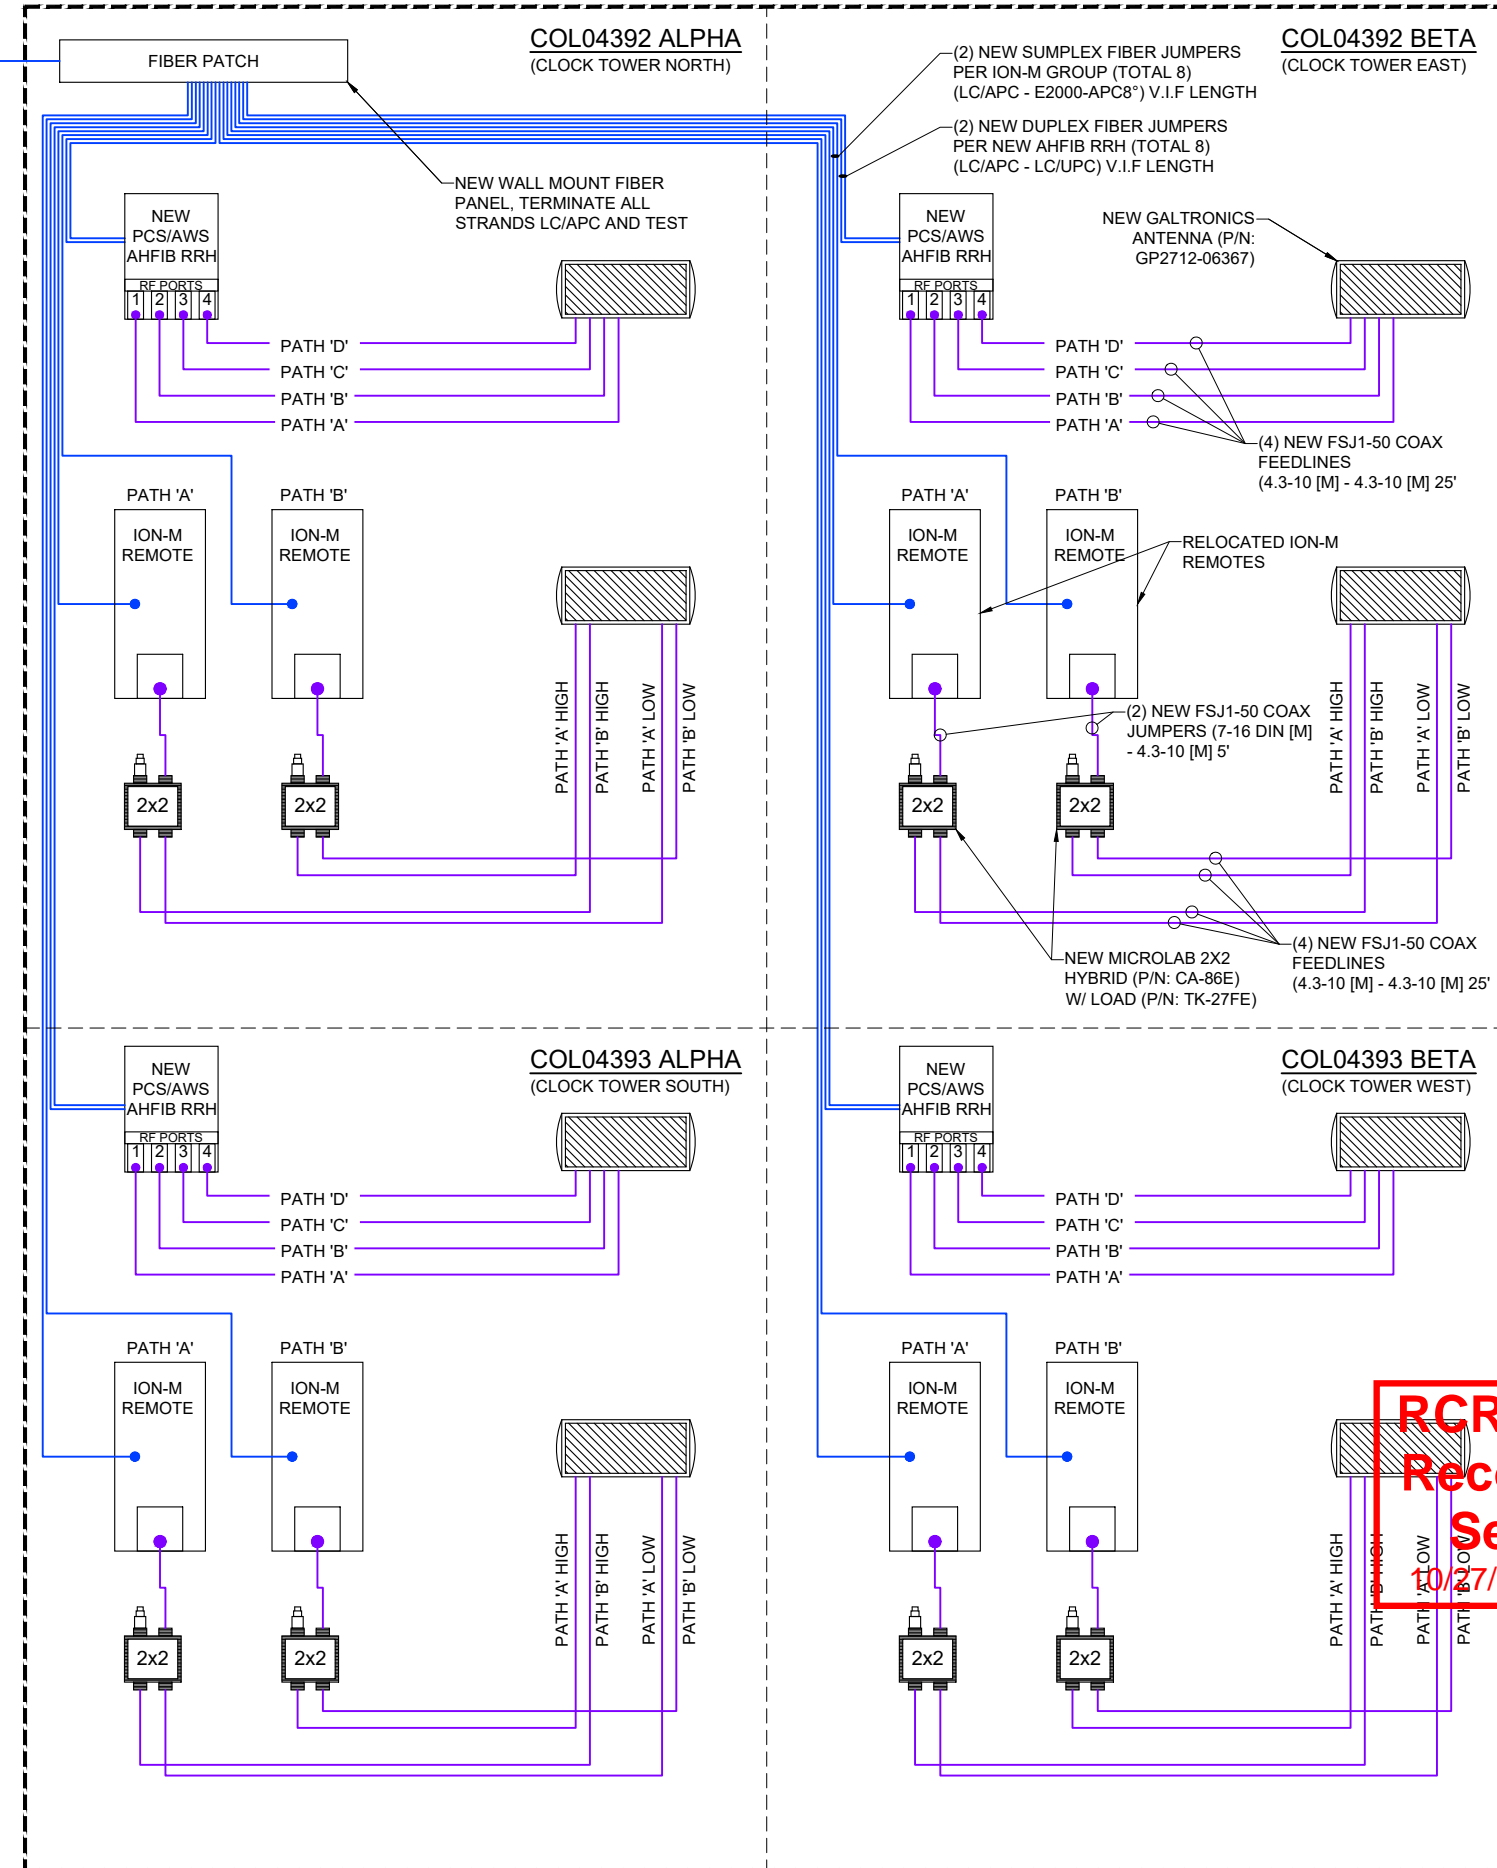 FIBER PATCH
COL04392 ALPHA
(CLOCK TOWER NORTH)
NEW WALL MOUNT FIBER
PANEL, TERMINATE ALL
STRANDS LC/APC AND TEST
NEW
PCS/AWS
AHFIB RRH
RF PORTS
1 2 3 4
PATH 'D'
PATH 'C'
PATH 'B'
PATH 'A'
PATH 'A'
PATH 'B'
ION-M
REMOTE
ION-M
REMOTE
PATH 'A' HIGH
PATH 'B' HIGH
PATH 'A' LOW
PATH 'B' LOW
2x2
2x2
COL04392 BETA
(CLOCK TOWER EAST)
(2) NEW SUMPLEX FIBER JUMPERS
PER ION-M GROUP (TOTAL 8)
(LC/APC - E2000-APC8°) V.I.F LENGTH
(2) NEW DUPLEX FIBER JUMPERS
PER NEW AHFIB RRH (TOTAL 8)
(LC/APC - LC/UPC) V.I.F LENGTH
NEW
PCS/AWS
AHFIB RRH
RF PORTS
1 2 3 4
NEW GALTRONICS
ANTENNA (P/N:
GP2712-06367)
PATH 'D'
PATH 'C'
PATH 'B'
PATH 'A'
(4) NEW FSJ1-50 COAX
FEEDLINES
(4.3-10 [M] - 4.3-10 [M] 25'
PATH 'A'
PATH 'B'
ION-M
REMOTE
ION-M
REMOTE
RELOCATED ION-M
REMOTES
(2) NEW FSJ1-50 COAX
JUMPERS (7-16 DIN [M]
- 4.3-10 [M] 5'
PATH 'A' HIGH
PATH 'B' HIGH
PATH 'A' LOW
PATH 'B' LOW
2x2
2x2
NEW MICROLAB 2X2
HYBRID (P/N: CA-86E)
W/ LOAD (P/N: TK-27FE)
(4) NEW FSJ1-50 COAX
FEEDLINES
(4.3-10 [M] - 4.3-10 [M] 25'
COL04393 ALPHA
(CLOCK TOWER SOUTH)
NEW
PCS/AWS
AHFIB RRH
RF PORTS
1 2 3 4
PATH 'D'
PATH 'C'
PATH 'B'
PATH 'A'
PATH 'A'
PATH 'B'
ION-M
REMOTE
ION-M
REMOTE
PATH 'A' HIGH
PATH 'B' HIGH
PATH 'A' LOW
PATH 'B' LOW
2x2
2x2
COL04393 BETA
(CLOCK TOWER WEST)
NEW
PCS/AWS
AHFIB RRH
RF PORTS
1 2 3 4
PATH 'D'
PATH 'C'
PATH 'B'
PATH 'A'
PATH 'A'
PATH 'B'
ION-M
REMOTE
ION-M
REMOTE
PATH 'A' HIGH
PATH 'B' HIGH
PATH 'A' LOW
PATH 'B' LOW
2x2
2x2
10/27/